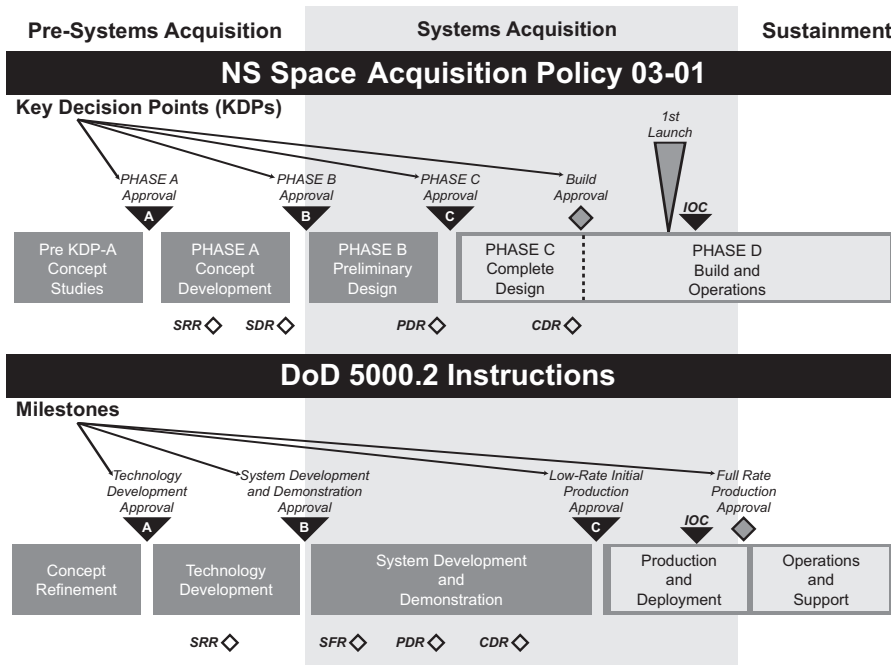 Pre-Systems Acquisition
Systems Acquisition
Sustainment
NS Space Acquisition Policy 03-01
Key Decision Points (KDPs)
1st
Launch
PHASE A
Approval
PHASE B
Approval
PHASE C
Approval
Build
Approval
IOC
A
B
C
Pre KDP-A
Concept
Studies
PHASE A
Concept
Development
PHASE B
Preliminary
Design
PHASE C
Complete
Design
PHASE D
Build and
Operations
SRR
SDR
PDR
CDR
DoD 5000.2 Instructions
Milestones
Technology
Development
Approval
System Development
and Demonstration
Approval
Low-Rate Initial
Production
Approval
Full Rate
Production
Approval
IOC
A
B
C
Concept
Refinement
Technology
Development
System Development
and
Demonstration
Production
and
Deployment
Operations
and
Support
SRR
SFR
PDR
CDR